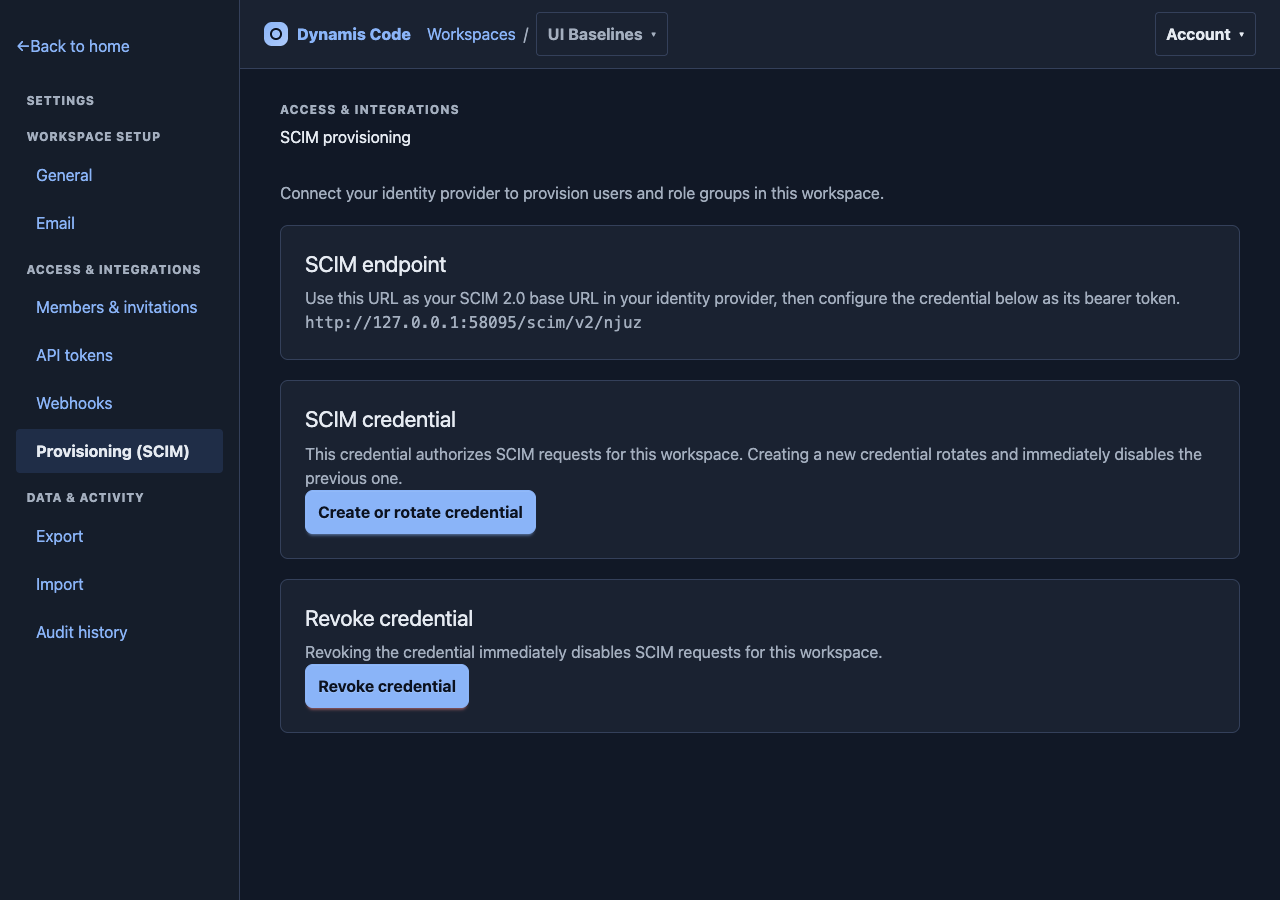 ←Back to home
SETTINGS
WORKSPACE SETUP
General
Email
ACCESS & INTEGRATIONS
Members & invitations
API tokens
Webhooks
Provisioning (SCIM)
DATA & ACTIVITY
Export
Import
Audit history
Dynamis Code Workspaces / UI Baselines ▾
Account ▾
ACCESS & INTEGRATIONS
SCIM provisioning
Connect your identity provider to provision users and role groups in this workspace.
SCIM endpoint
Use this URL as your SCIM 2.0 base URL in your identity provider, then configure the credential below as its bearer token.
http://127.0.0.1:58095/scim/v2/njuz
SCIM credential
This credential authorizes SCIM requests for this workspace. Creating a new credential rotates and immediately disables the
previous one.
Create or rotate credential
Revoke credential
Revoking the credential immediately disables SCIM requests for this workspace.
Revoke credential